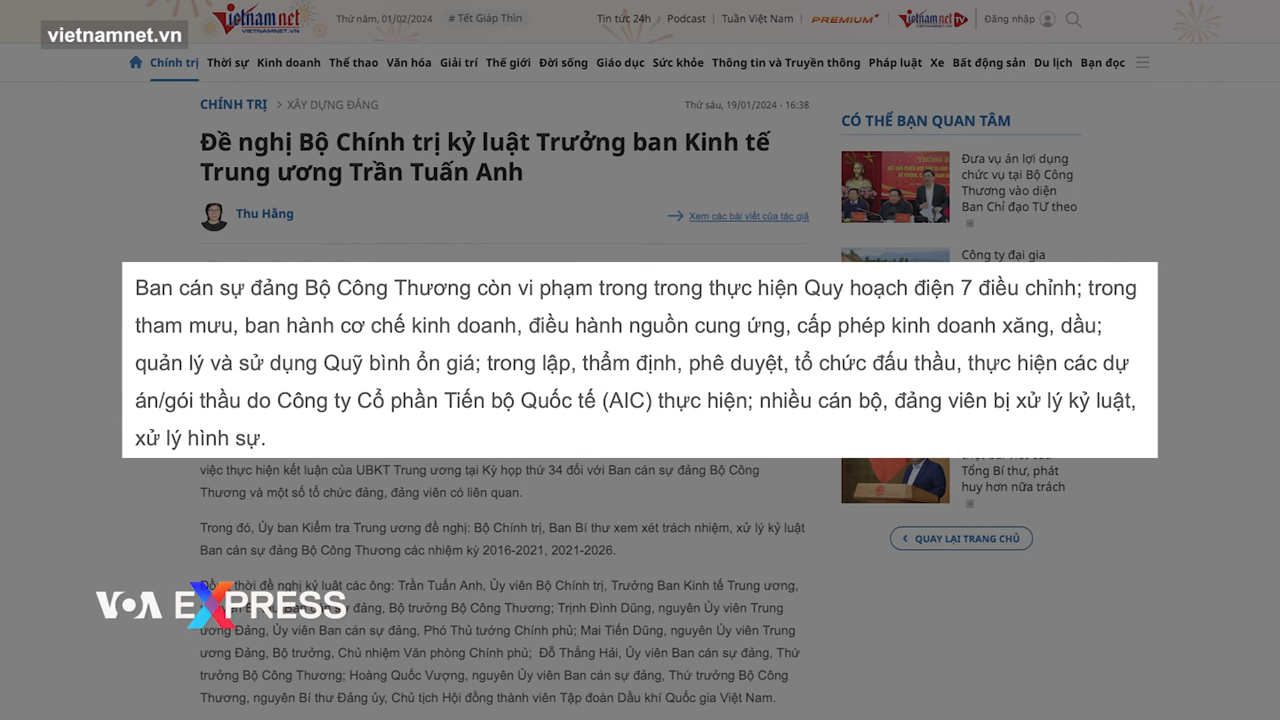 vietnamnet.vn
vietnamnet
VIETNAMNET.VN
Thứ năm, 01/02/2024
# Tết Giáp Thìn
Tin tức 24h
Podcast
Tuần Việt Nam
PREMIUM
vietnamnet TV
Đăng nhập
Chính trị Thời sự Kinh doanh Thể thao Văn hóa Giải trí Thế giới Đời sống Giáo dục Sức khỏe Thông tin và Truyền thông Pháp luật Xe Bất động sản Du lịch Bạn đọc
CHÍNH TRỊ > XÂY DỰNG ĐẢNG
Thứ sáu, 19/01/2024 - 16:38
Đề nghị Bộ Chính trị kỷ luật Trưởng ban Kinh tế
Trung ương Trần Tuấn Anh
Thu Hằng
Xem các bài viết của tác giả
Ban cán sự đảng Bộ Công Thương còn vi phạm trong trong thực hiện Quy hoạch điện 7 điều chỉnh; trong
tham mưu, ban hành cơ chế kinh doanh, điều hành nguồn cung ứng, cấp phép kinh doanh xăng, dầu;
quản lý và sử dụng Quỹ bình ổn giá; trong lập, thẩm định, phê duyệt, tổ chức đấu thầu, thực hiện các dự
án/gói thầu do Công ty Cổ phần Tiến bộ Quốc tế (AIC) thực hiện; nhiều cán bộ, đảng viên bị xử lý kỷ luật,
xử lý hình sự.
việc thực hiện kết luận của UBKT Trung ương tại Kỳ họp thứ 34 đối với Ban cán sự đảng Bộ Công
Thương và một số tổ chức đảng, đảng viên có liên quan.
Trong đó, Ủy ban Kiểm tra Trung ương đề nghị: Bộ Chính trị, Ban Bí thư xem xét trách nhiệm, xử lý kỷ luật
Ban cán sự đảng Bộ Công Thương các nhiệm kỳ 2016-2021, 2021-2026.
thời đề nghị kỷ luật các ông: Trần Tuấn Anh, Ủy viên Bộ Chính trị, Trưởng Ban Kinh tế Trung ương,
đảng, Bộ trưởng Bộ Công Thương; Trịnh Đình Dũng, nguyên Ủy viên Trung
ương Đảng, Ủy viên Ban cán sự đảng, Phó Thủ tướng Chính phủ; Mai Tiến Dũng, nguyên Ủy viên Trung
ương Đảng, Bộ trưởng, Chủ nhiệm Văn phòng Chính phủ; Đỗ Thắng Hải, Ủy viên Ban cán sự đảng, Thứ
trưởng Bộ Công Thương; Hoàng Quốc Vượng, nguyên Ủy viên Ban cán sự đảng, Thứ trưởng Bộ Công
Thương, nguyên Bí thư Đảng ủy, Chủ tịch Hội đồng thành viên Tập đoàn Dầu khí Quốc gia Việt Nam.
VOA EXPRESS
CÓ THỂ BẠN QUAN TÂM
Đưa vụ án lợi dụng
chức vụ tại Bộ Công
Thương vào diện
Ban Chỉ đạo TƯ theo
Công ty đại gia
Tổng Bí thư, phát
huy hơn nữa trách
QUAY LẠI TRANG CHỦ